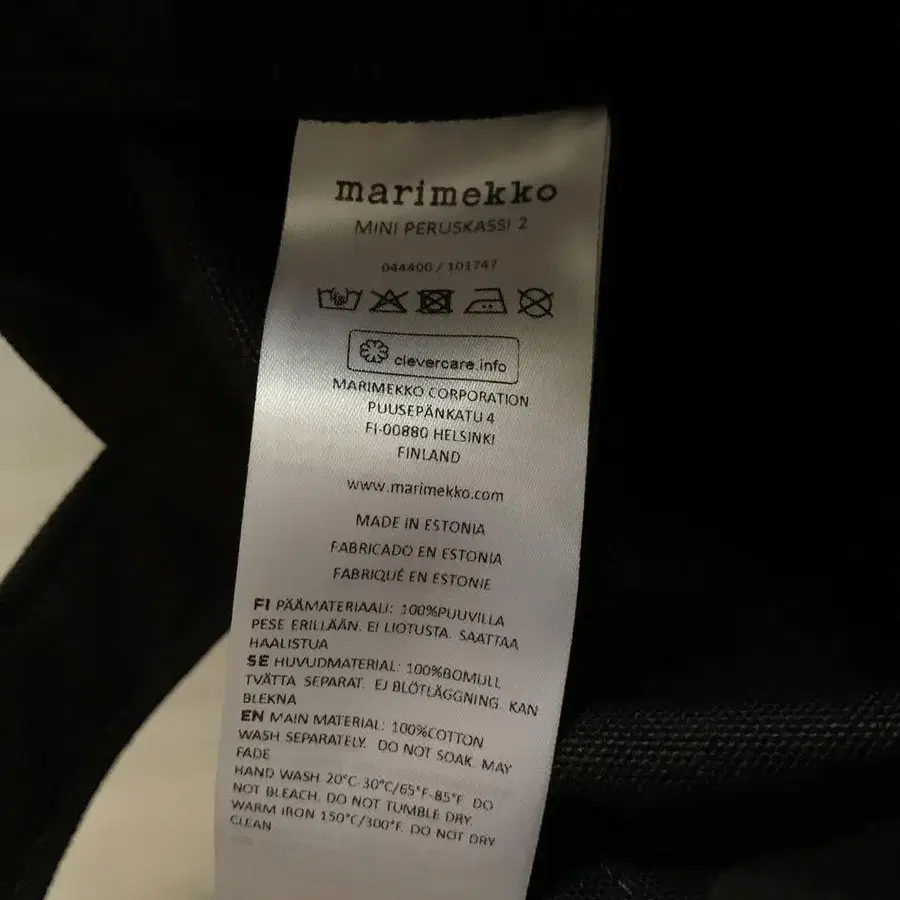 marimekko
MINI PERUSKASSI 2
044400 / 101747
clevercare.info
MARIMEKKO CORPORATION
PUUSEPÄNKATU 4
FI-00880 HELSINKI
FINLAND
www.marimekko.com
MADE IN ESTONIA
FABRICADO EN ESTONIA
FABRIQUÉ EN ESTONIE
FI PÄÄMATERIAALI: 100%PUUVILLA
PESE ERILLÄÄN. EI LIOTUSTA. SAATTAA
HAALISTUA
SE HUVUDMATERIAL: 100%BOMULL
TVÄTTA SEPARAT. EJ BLÖTLÄGGNING. KAN
BLEKNA
EN MAIN MATERIAL: 100%COTTON
WASH SEPARATELY. DO NOT SOAK. MAY
FADE
HAND WASH 20°C-30°C/65°F-85°F. DO
NOT BLEACH. DO NOT TUMBLE DRY.
WARM IRON 150°C/300°F. DO NOT DRY
CLEAN